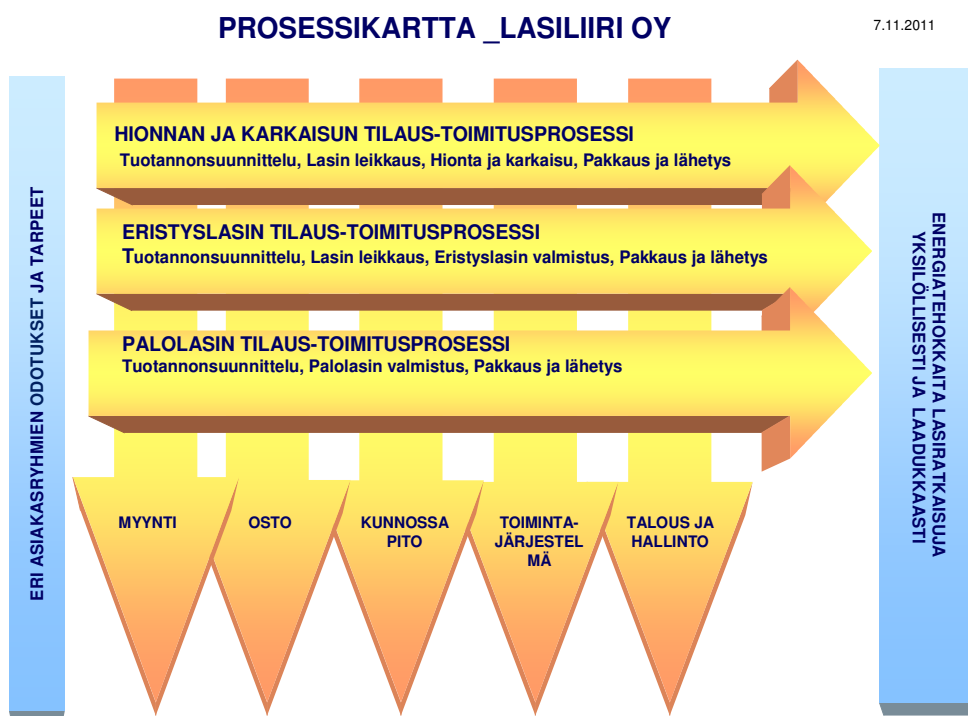 PROSESSIKARTTA _LASILIIRI OY
7.11.2011
ERI ASIAKASRYHMIEN ODOTUKSET JA TARPEET
HIONNAN JA KARKAISUN TILAUS-TOIMITUSPROSESSI
Tuotannonsuunnittelu, Lasin leikkaus, Hionta ja karkaisu, Pakkaus ja lähetys
ERISTYSLASIN TILAUS-TOIMITUSPROSESSI
Tuotannonsuunnittelu, Lasin leikkaus, Eristyslasin valmistus, Pakkaus ja lähetys
PALOLASIN TILAUS-TOIMITUSPROSESSI
Tuotannonsuunnittelu, Palolasin valmistus, Pakkaus ja lähetys
MYYNTI
OSTO
KUNNOSSA
PITO
TOIMINTA-
JÄRJESTEL
MÄ
TALOUS JA
HALLINTO
ENERGIATEHOKKAITA LASIRATKAISUJA
YKSILÖLLISESTI JA LAADUKKAASTI